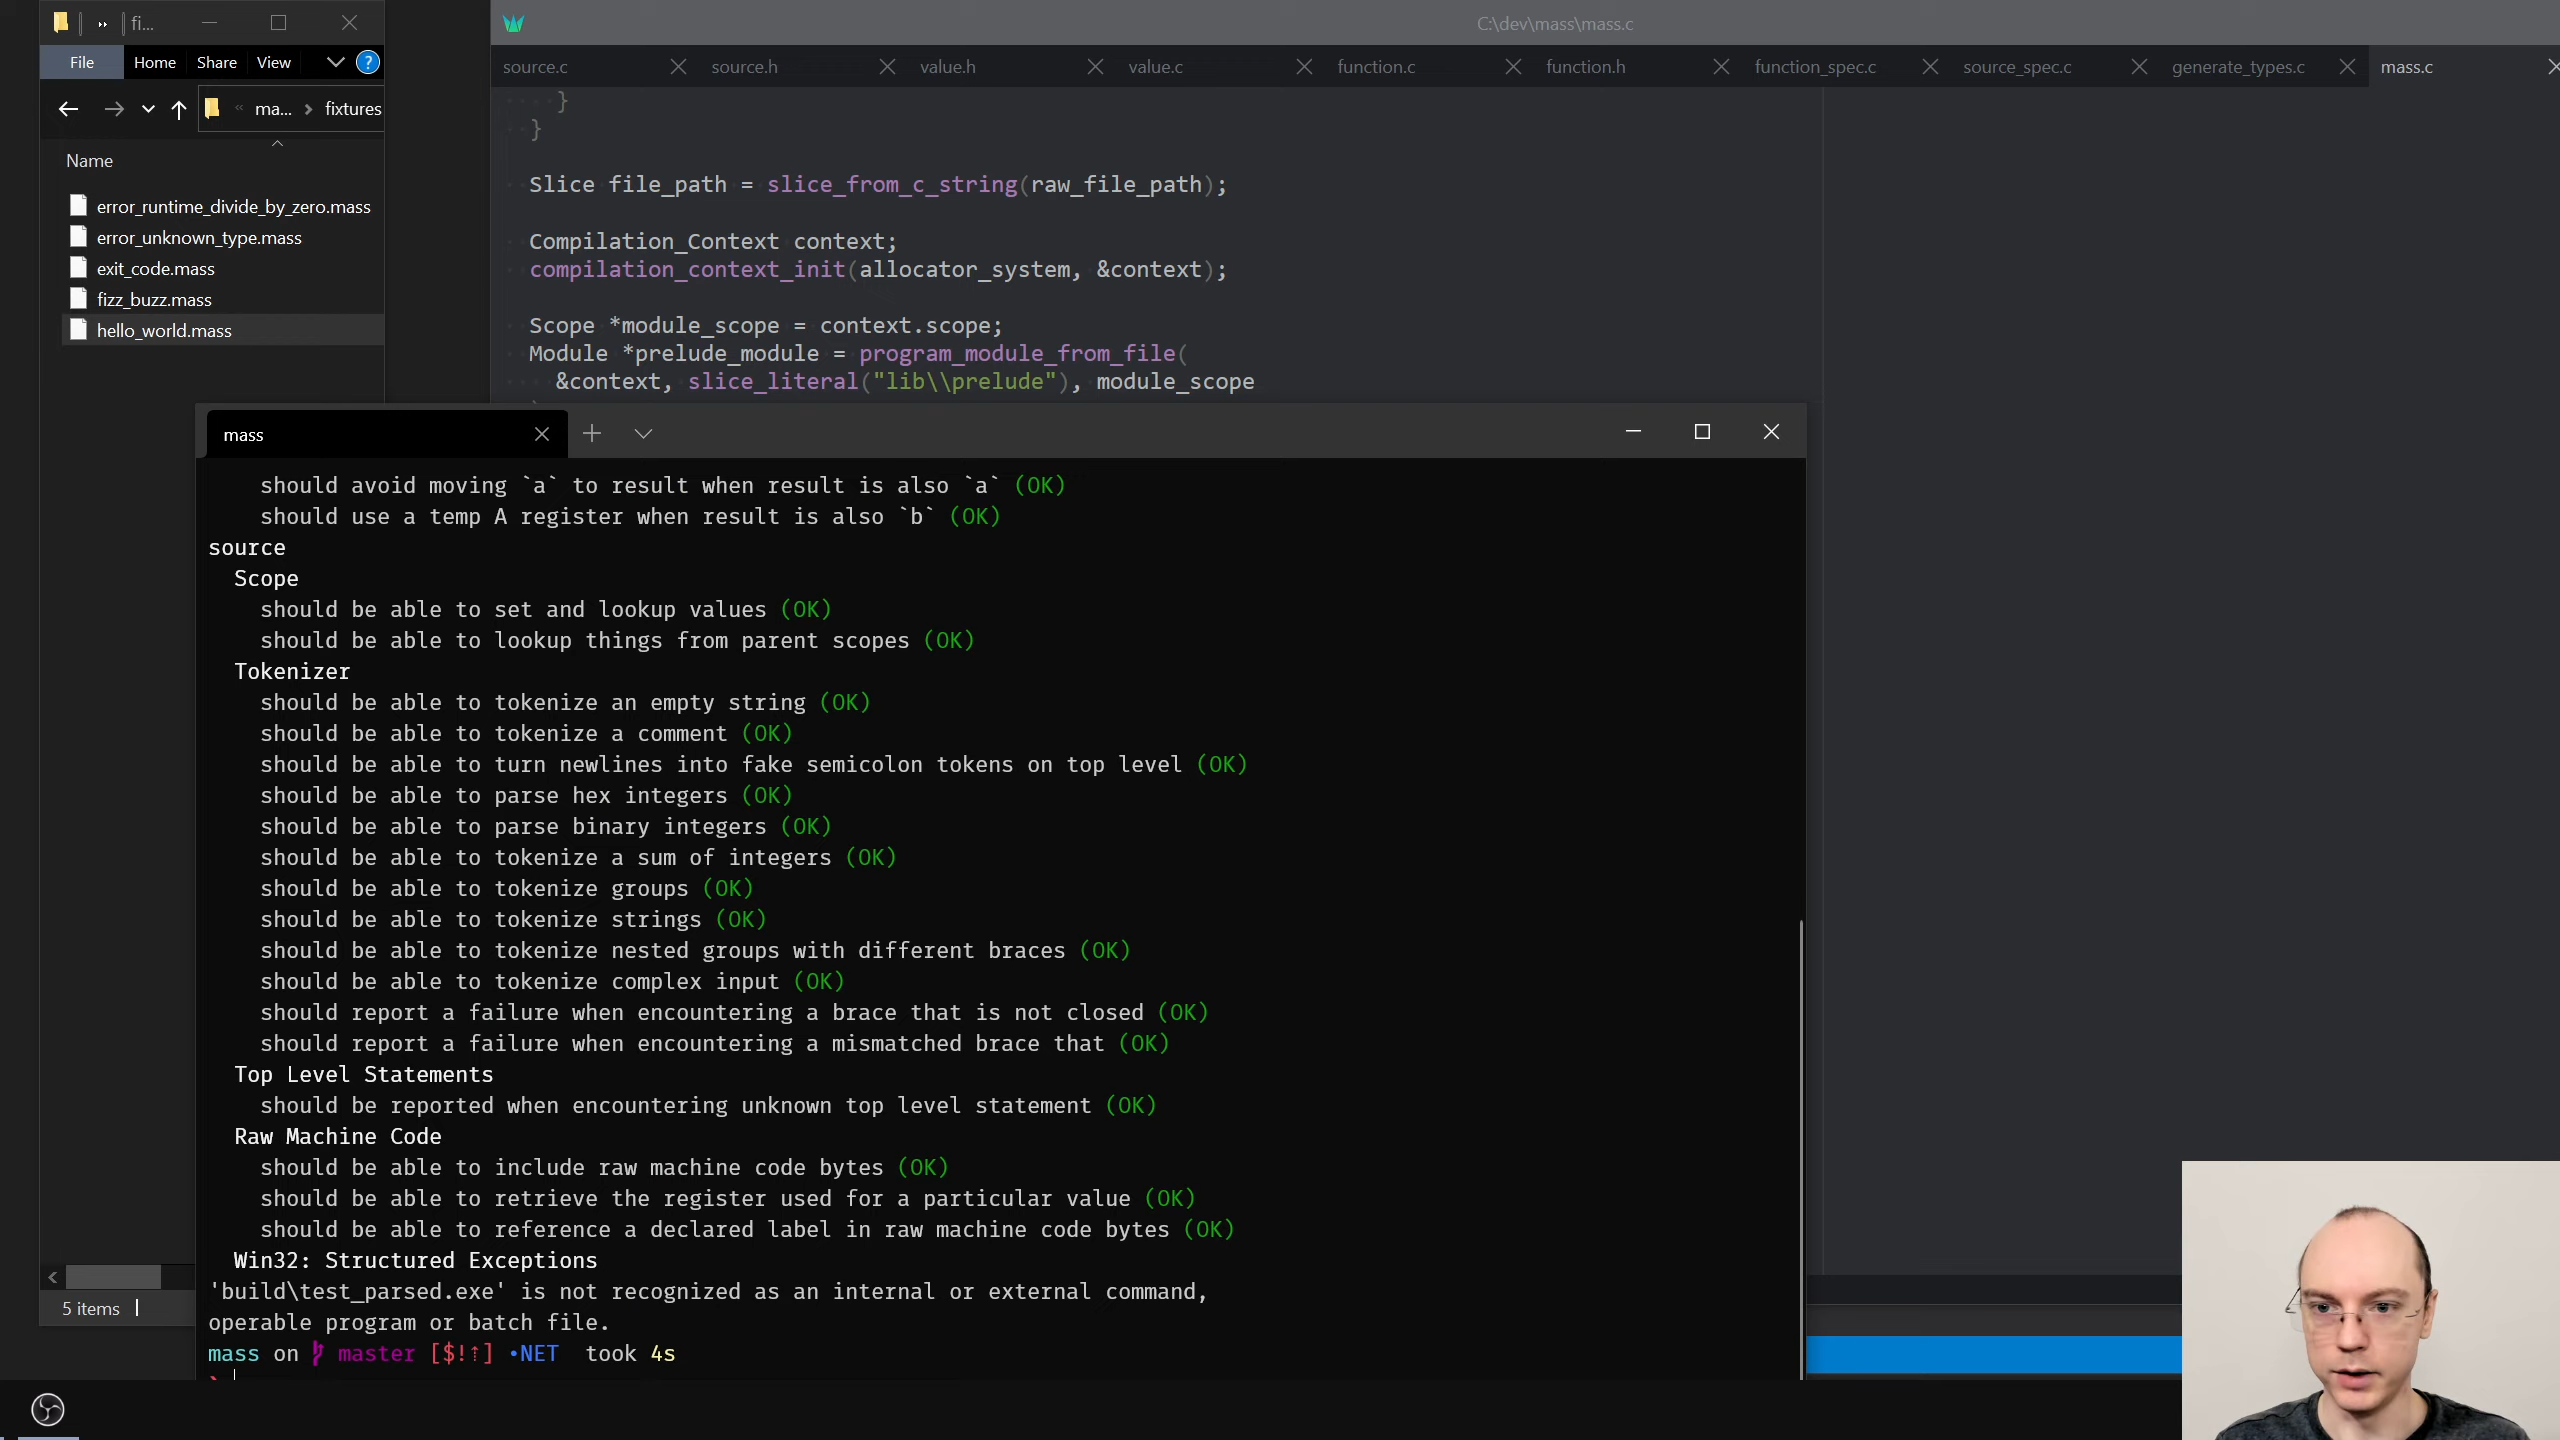 fi...
File Home Share View
ma... fixtures
Name
error_runtime_divide_by_zero.mass
error_unknown_type.mass
exit_code.mass
fizz_buzz.mass
hello_world.mass
5 items
C:\dev\mass\mass.c
source.c source.h value.h value.c function.c function.h function_spec.c source_spec.c generate_types.c mass.c
}
}
Slice file_path = slice_from_c_string(raw_file_path);
Compilation_Context context;
compilation_context_init(allocator_system, &context);
Scope *module_scope = context.scope;
Module *prelude_module = program_module_from_file(
&context, slice_literal("lib\\prelude"), module_scope
mass
should avoid moving `a` to result when result is also `a` (OK)
should use a temp A register when result is also `b` (OK)
source
Scope
should be able to set and lookup values (OK)
should be able to lookup things from parent scopes (OK)
Tokenizer
should be able to tokenize an empty string (OK)
should be able to tokenize a comment (OK)
should be able to turn newlines into fake semicolon tokens on top level (OK)
should be able to parse hex integers (OK)
should be able to parse binary integers (OK)
should be able to tokenize a sum of integers (OK)
should be able to tokenize groups (OK)
should be able to tokenize strings (OK)
should be able to tokenize nested groups with different braces (OK)
should be able to tokenize complex input (OK)
should report a failure when encountering a brace that is not closed (OK)
should report a failure when encountering a mismatched brace that (OK)
Top Level Statements
should be reported when encountering unknown top level statement (OK)
Raw Machine Code
should be able to include raw machine code bytes (OK)
should be able to retrieve the register used for a particular value (OK)
should be able to reference a declared label in raw machine code bytes (OK)
Win32: Structured Exceptions
'build\test_parsed.exe' is not recognized as an internal or external command,
operable program or batch file.
mass on master [$!⇡] •NET took 4s